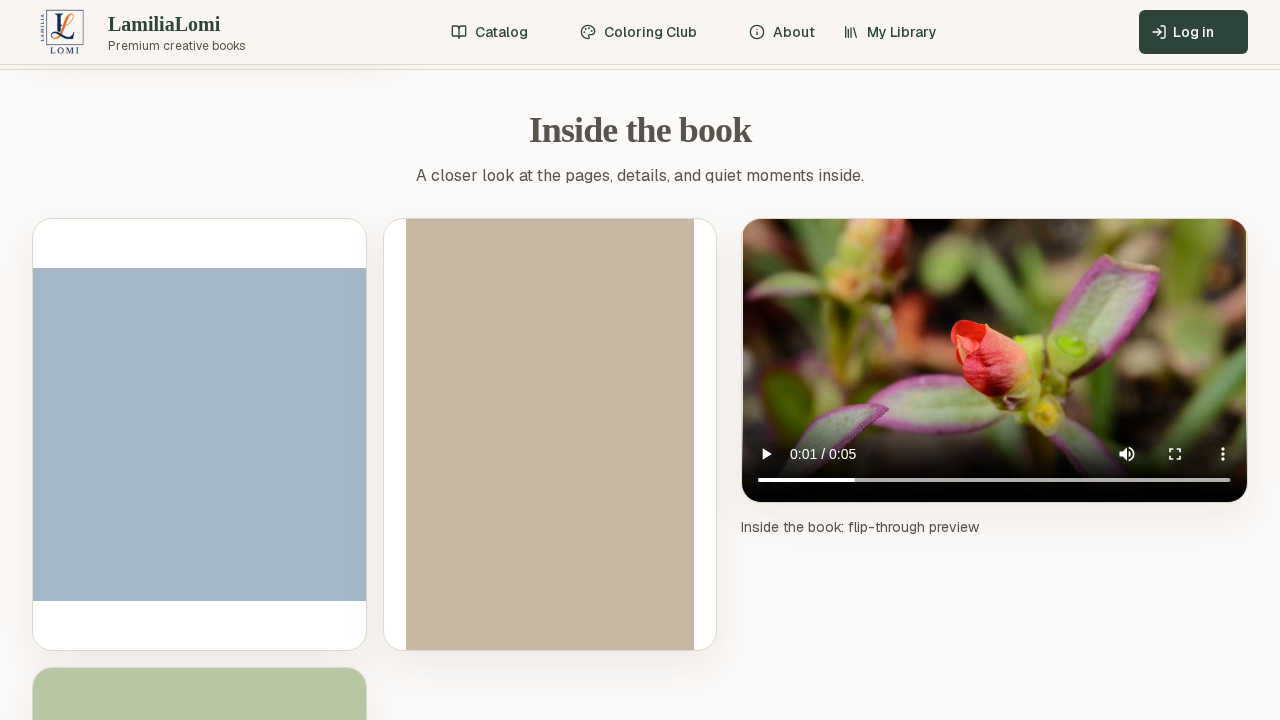 LAMILIA
LOMI
LamiliaLomi
Premium creative books
Catalog
Coloring Club
About
My Library
Log in
Inside the book
A closer look at the pages, details, and quiet moments inside.
0:01 / 0:05
Inside the book: flip-through preview